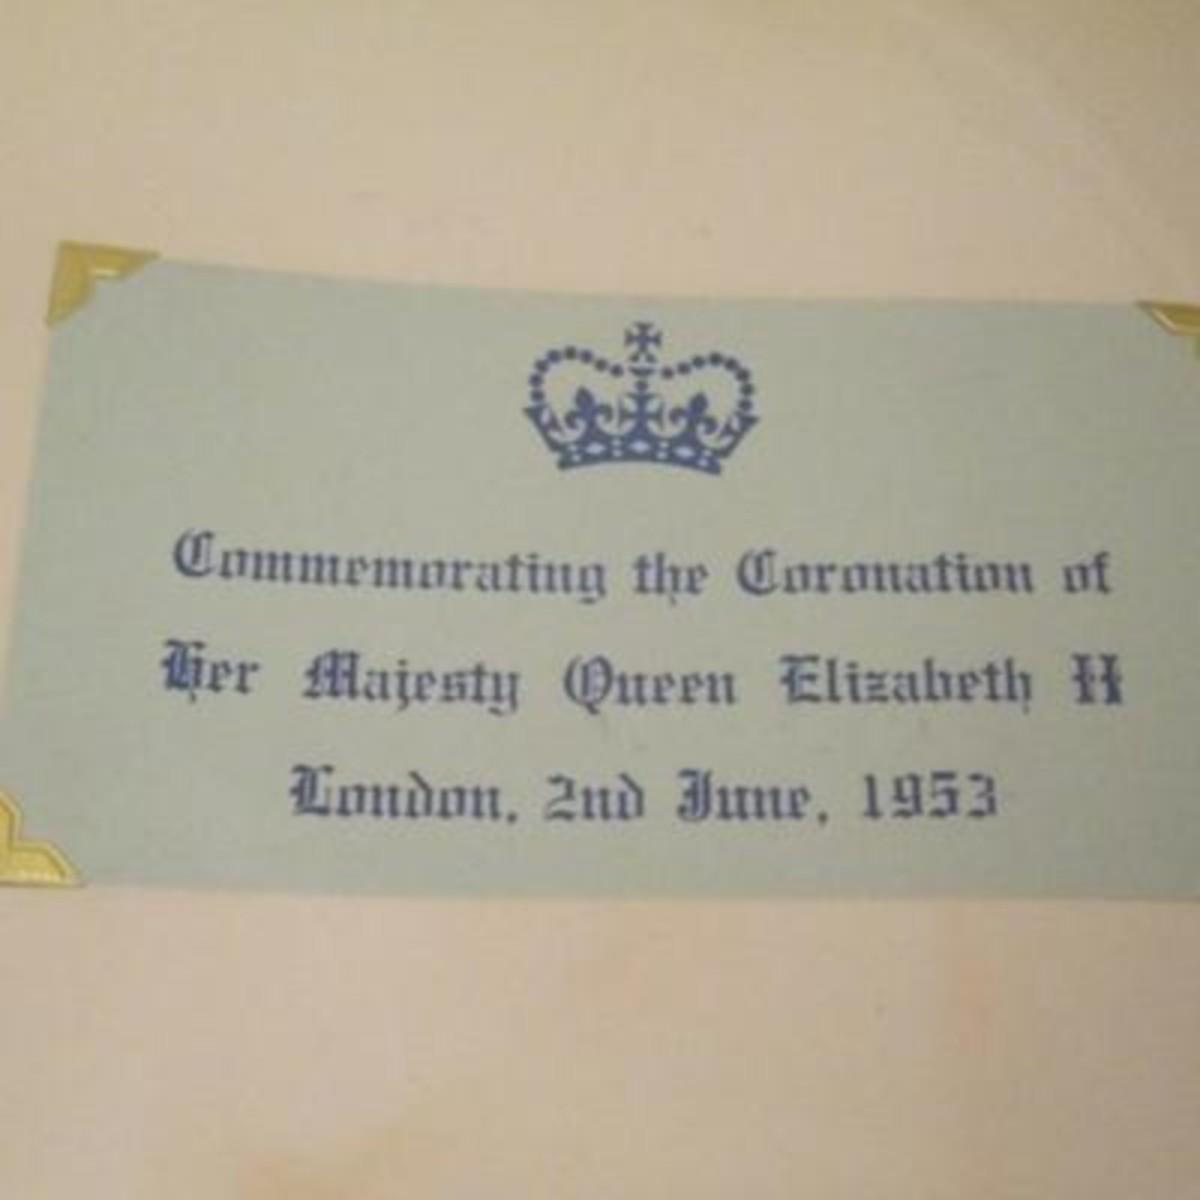 Commemorating the Coronation of
Her Majesty Queen Elizabeth II
London, 2nd June, 1953